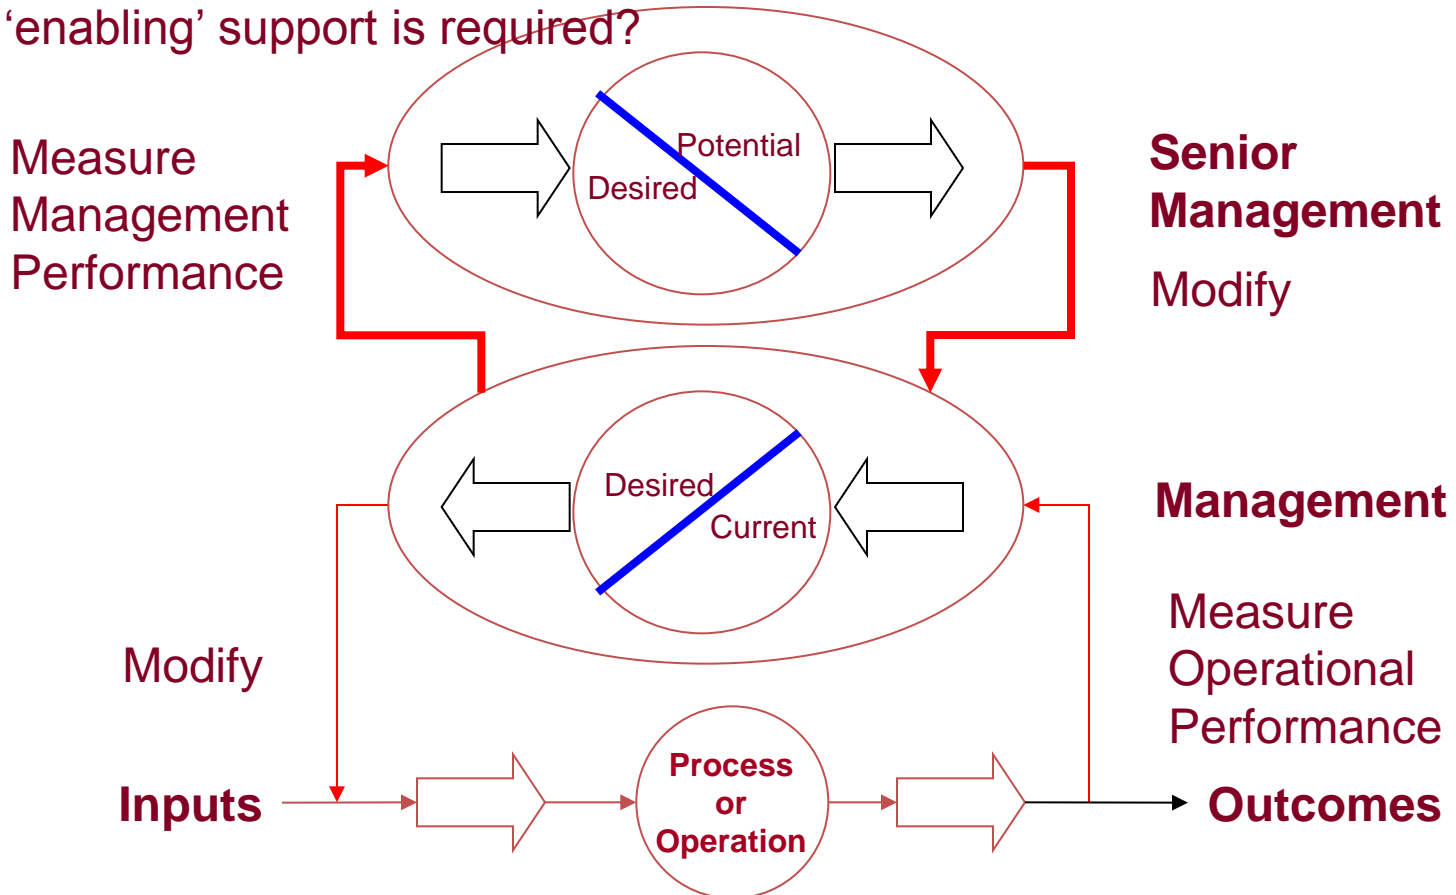 ‘enabling’ support is required?
Measure
Management
Performance
Potential
Desired
Senior
Management
Modify
Desired
Current
Management
Modify
Measure
Operational
Performance
Inputs
Process
or
Operation
Outcomes